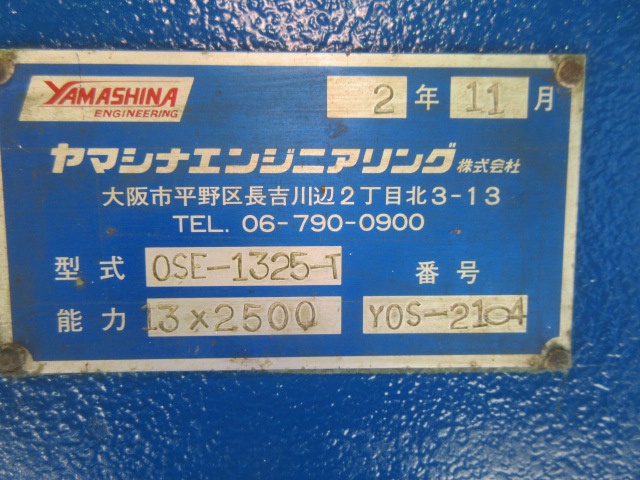 YAMASHINA
ENGINEERING
2年11月
ヤマシナエンジニアリング株式会社
大阪市平野区長吉川辺2丁目北3-13
TEL. 06-790-0900
型式 OSE-1325-T 番号
能力 13×2500 YOS-2104